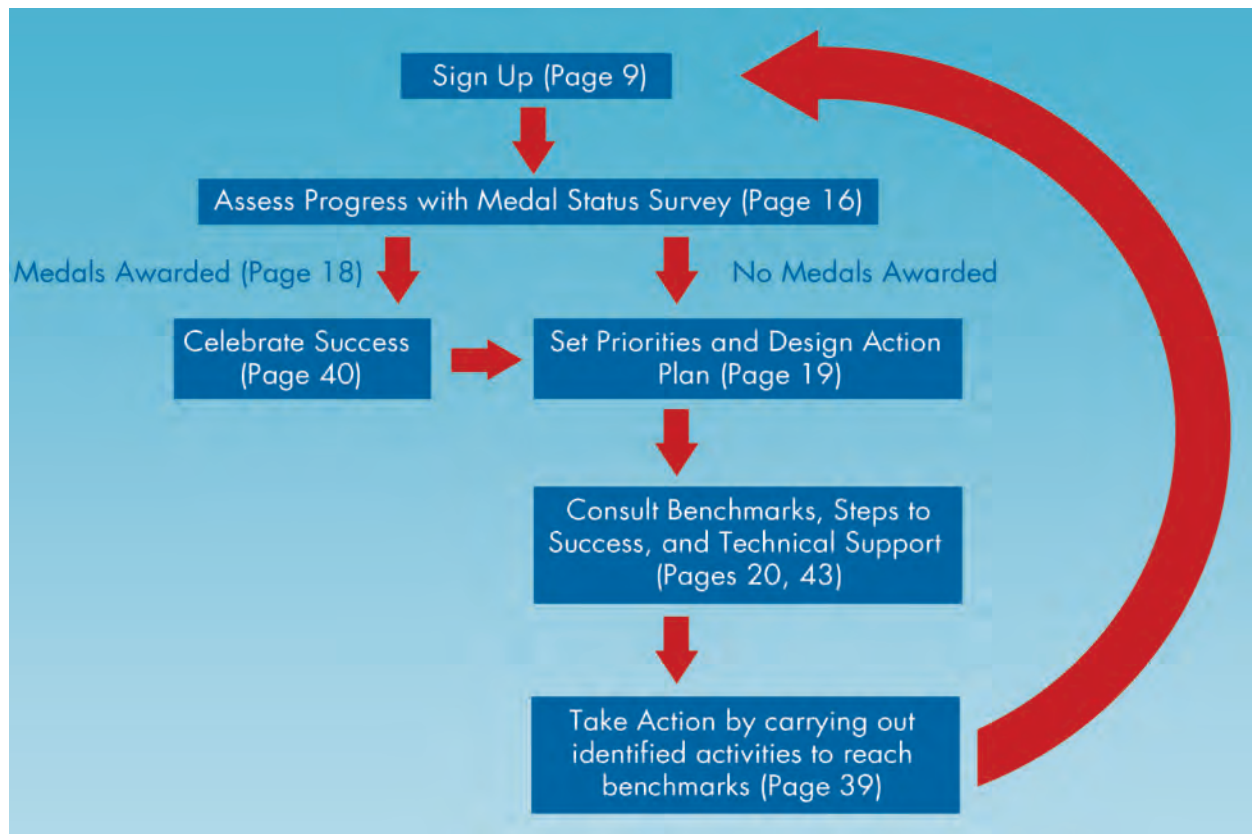 Sign Up (Page 9)
Assess Progress with Medal Status Survey (Page 16)
Medals Awarded (Page 18)
No Medals Awarded
Celebrate Success
(Page 40)
Set Priorities and Design Action
Plan (Page 19)
Consult Benchmarks, Steps to
Success, and Technical Support
(Pages 20, 43)
Take Action by carrying out
identified activities to reach
benchmarks (Page 39)